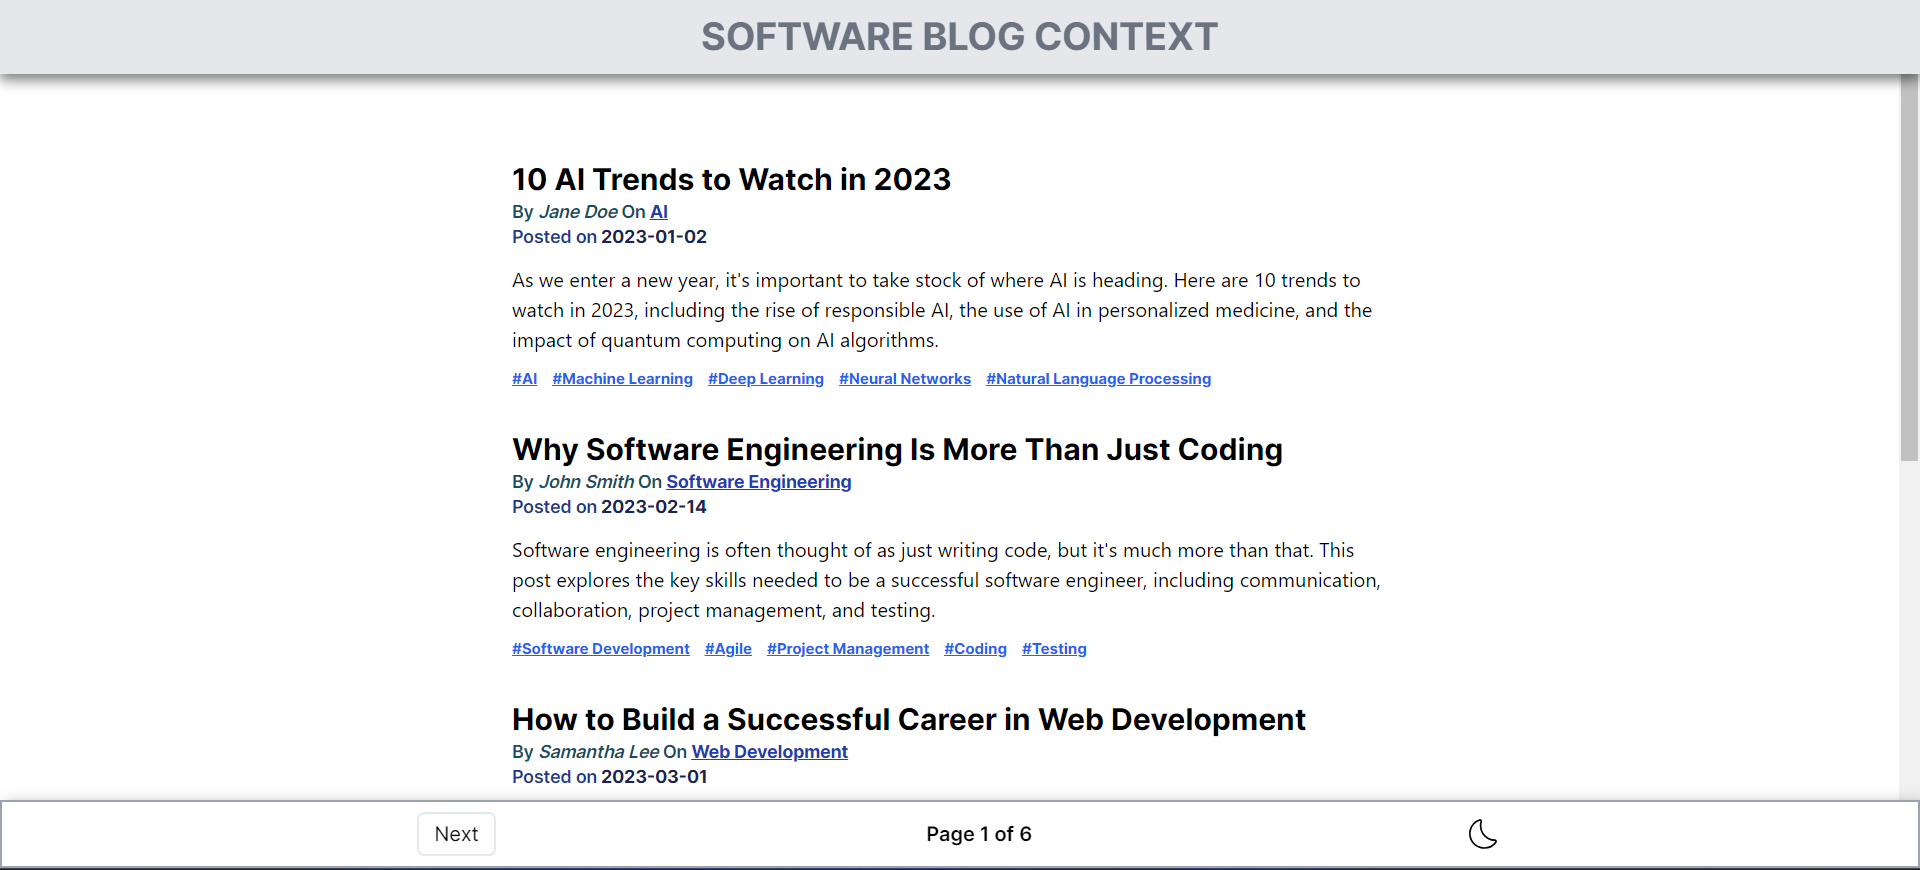 SOFTWARE BLOG CONTEXT
10 AI Trends to Watch in 2023
By Jane Doe On AI
Posted on 2023-01-02
As we enter a new year, it's important to take stock of where AI is heading. Here are 10 trends to
watch in 2023, including the rise of responsible AI, the use of AI in personalized medicine, and the
impact of quantum computing on AI algorithms.
#AI #Machine Learning #Deep Learning #Neural Networks #Natural Language Processing
Why Software Engineering Is More Than Just Coding
By John Smith On Software Engineering
Posted on 2023-02-14
Software engineering is often thought of as just writing code, but it's much more than that. This
post explores the key skills needed to be a successful software engineer, including communication,
collaboration, project management, and testing.
#Software Development #Agile #Project Management #Coding #Testing
How to Build a Successful Career in Web Development
By Samantha Lee On Web Development
Posted on 2023-03-01
Next Page 1 of 6